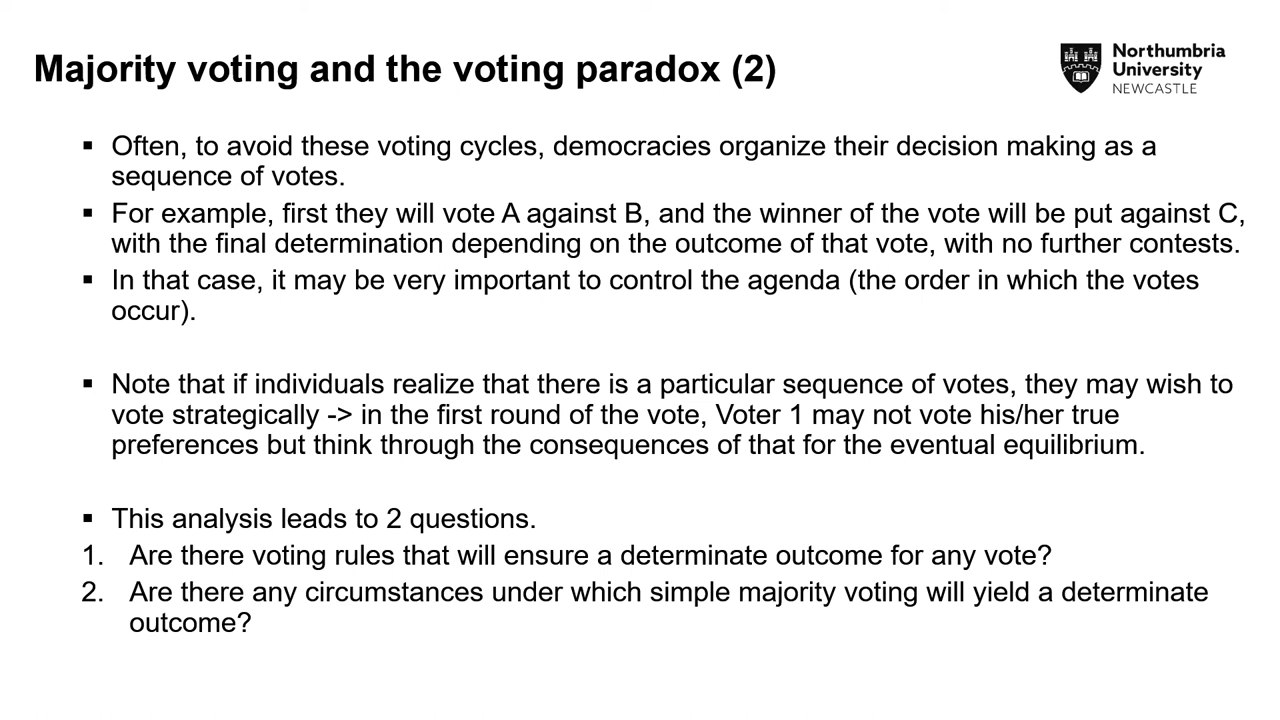 Majority voting and the voting paradox (2)
Northumbria
University
NEWCASTLE
▪ Often, to avoid these voting cycles, democracies organize their decision making as a
sequence of votes.
▪ For example, first they will vote A against B, and the winner of the vote will be put against C,
with the final determination depending on the outcome of that vote, with no further contests.
▪ In that case, it may be very important to control the agenda (the order in which the votes
occur).
▪ Note that if individuals realize that there is a particular sequence of votes, they may wish to
vote strategically -> in the first round of the vote, Voter 1 may not vote his/her true
preferences but think through the consequences of that for the eventual equilibrium.
▪ This analysis leads to 2 questions.
1. Are there voting rules that will ensure a determinate outcome for any vote?
2. Are there any circumstances under which simple majority voting will yield a determinate
outcome?